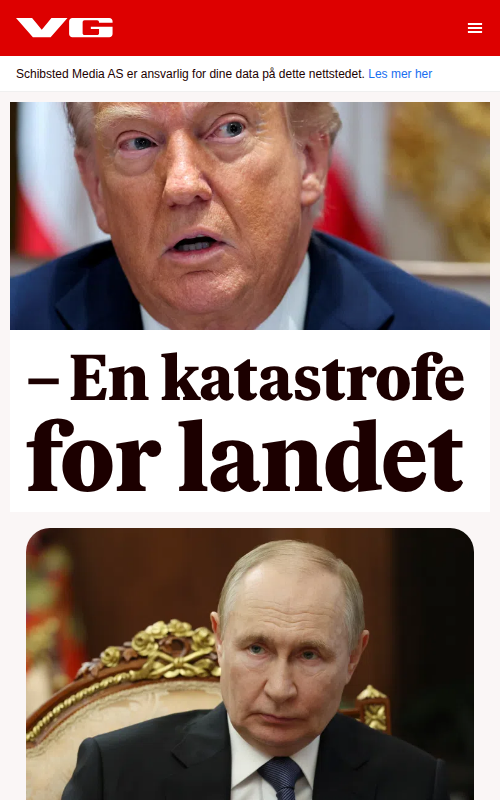 VG
Schibsted Media AS er ansvarlig for dine data på dette nettstedet. Les mer her
– En katastrofe
for landet